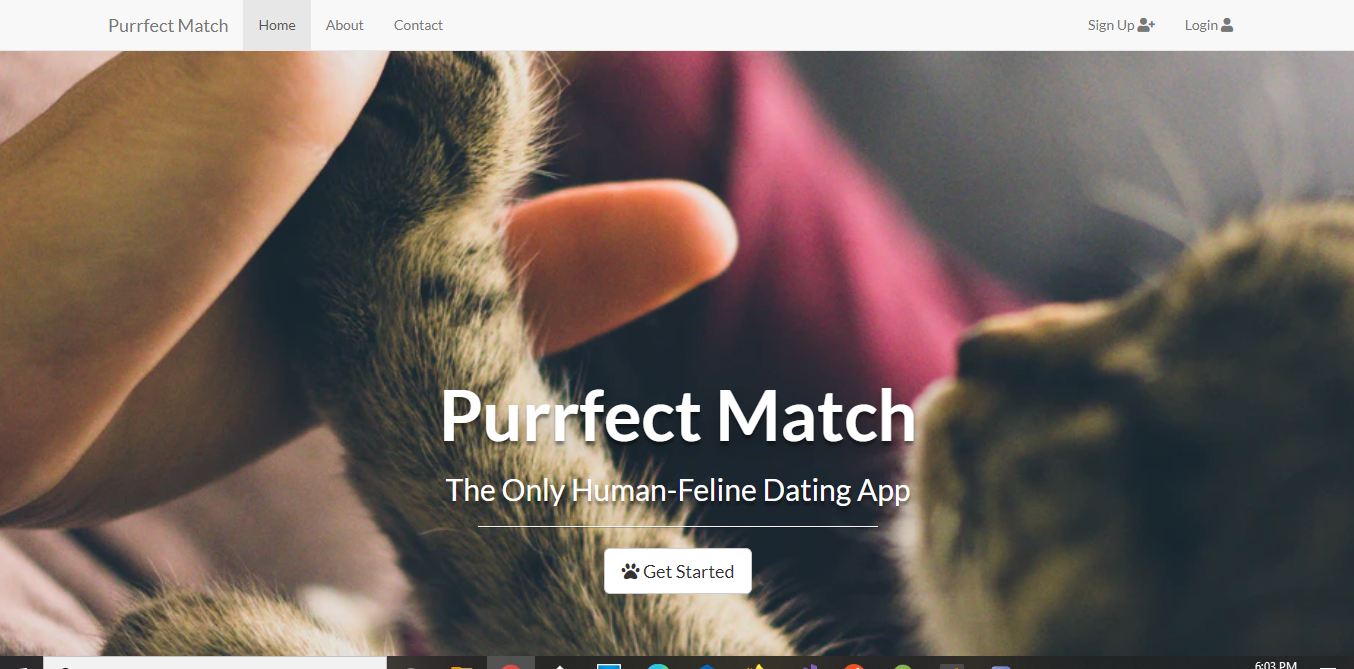 Purrfect Match Home About Contact Sign Up Login
Purrfect Match
The Only Human-Feline Dating App
Get Started
6:03 PM